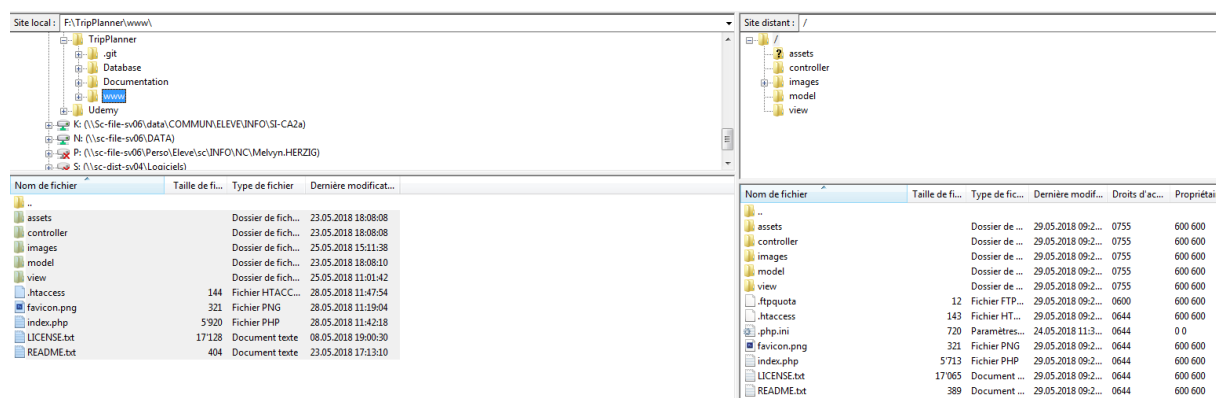 Site local : F:\TripPlanner\www\
TripPlanner
.git
Database
Documentation
www
Udemy
K: (\\Sc-file-sv06\data\COMMUN\ELEVE\INFO\SI-CA2a)
N: (\\sc-file-sv06\DATA)
P: (\\sc-file-sv06\Perso\Eleve\sc\INFO\NC\Melvyn.HERZIG)
S: (\\sc-dist-sv04\Logiciels)
Nom de fichier Taille de fi... Type de fichier Dernière modificat...
..
assets Dossier de fich... 23.05.2018 18:08:08
controller Dossier de fich... 23.05.2018 18:08:08
images Dossier de fich... 25.05.2018 15:11:38
model Dossier de fich... 23.05.2018 18:08:10
view Dossier de fich... 25.05.2018 11:01:42
.htaccess 144 Fichier HTACC... 28.05.2018 11:47:54
favicon.png 321 Fichier PNG 28.05.2018 11:19:04
index.php 5'920 Fichier PHP 28.05.2018 11:42:18
LICENSE.txt 17'128 Document texte 08.05.2018 19:00:30
README.txt 404 Document texte 23.05.2018 17:13:10
Site distant : /
/
assets
controller
images
model
view
Nom de fichier Taille de fi... Type de fic... Dernière modif... Droits d'ac... Propriétai
..
assets Dossier de ... 29.05.2018 09:2... 0755 600 600
controller Dossier de ... 29.05.2018 09:2... 0755 600 600
images Dossier de ... 29.05.2018 09:2... 0755 600 600
model Dossier de ... 29.05.2018 09:2... 0755 600 600
view Dossier de ... 29.05.2018 09:2... 0755 600 600
.ftpquota 12 Fichier FTP... 29.05.2018 09:2... 0600 600 600
.htaccess 143 Fichier HT... 29.05.2018 09:2... 0644 600 600
.php.ini 720 Paramètres... 24.05.2018 11:3... 0644 0 0
favicon.png 321 Fichier PNG 29.05.2018 09:2... 0644 600 600
index.php 5'713 Fichier PHP 29.05.2018 09:2... 0644 600 600
LICENSE.txt 17'065 Document ... 29.05.2018 09:2... 0644 600 600
README.txt 389 Document ... 29.05.2018 09:2... 0644 600 600